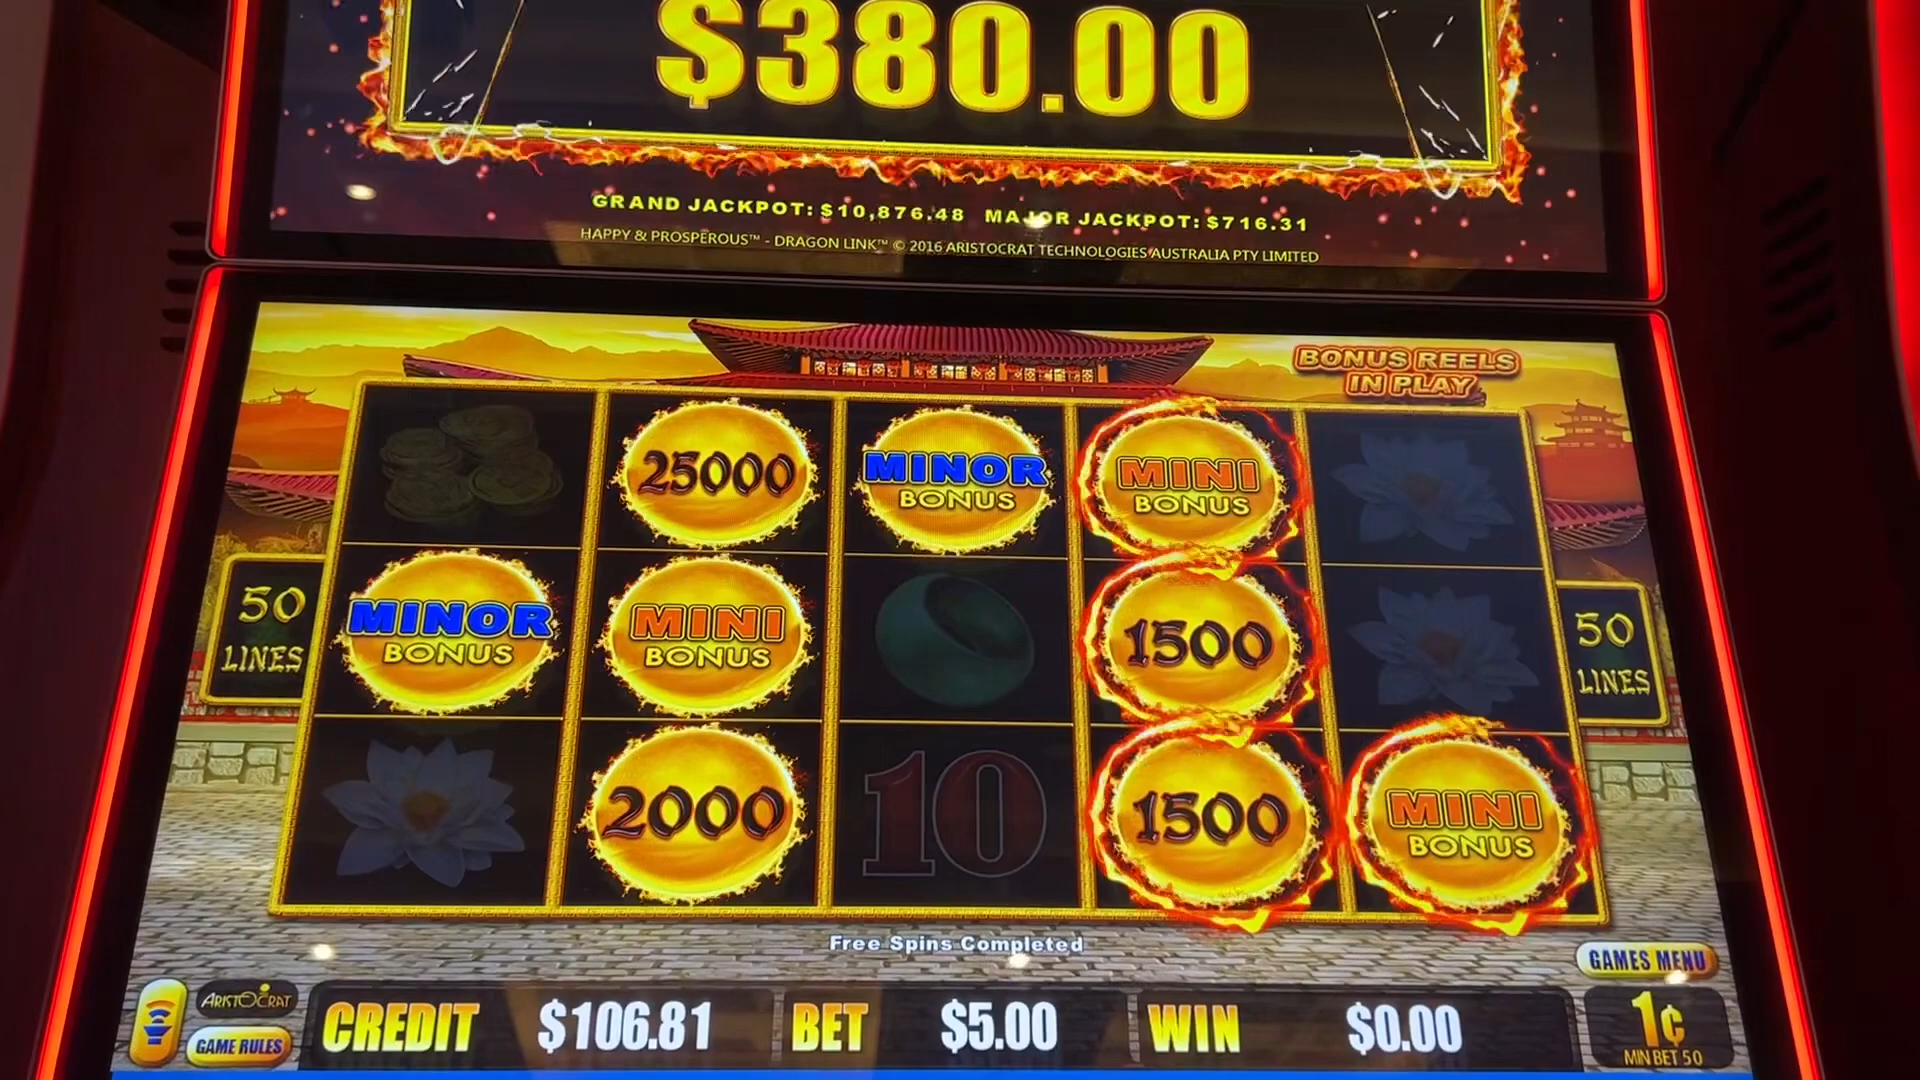 $380.00
GRAND JACKPOT: $10,876.48 MAJOR JACKPOT: $716.31
HAPPY & PROSPEROUS™ - DRAGON LINK™ © 2016 ARISTOCRAT TECHNOLOGIES AUSTRALIA PTY LIMITED
BONUS REELS
IN PLAY
25000
MINOR
BONUS
MINI
BONUS
50
LINES
MINOR
BONUS
MINI
BONUS
1500
50
LINES
2000
10
1500
MINI
BONUS
Free Spins Completed
GAMES MENU
ARISTOCRAT
GAME RULES
CREDIT $106.81 BET $5.00 WIN $0.00
1¢
MIN BET 50